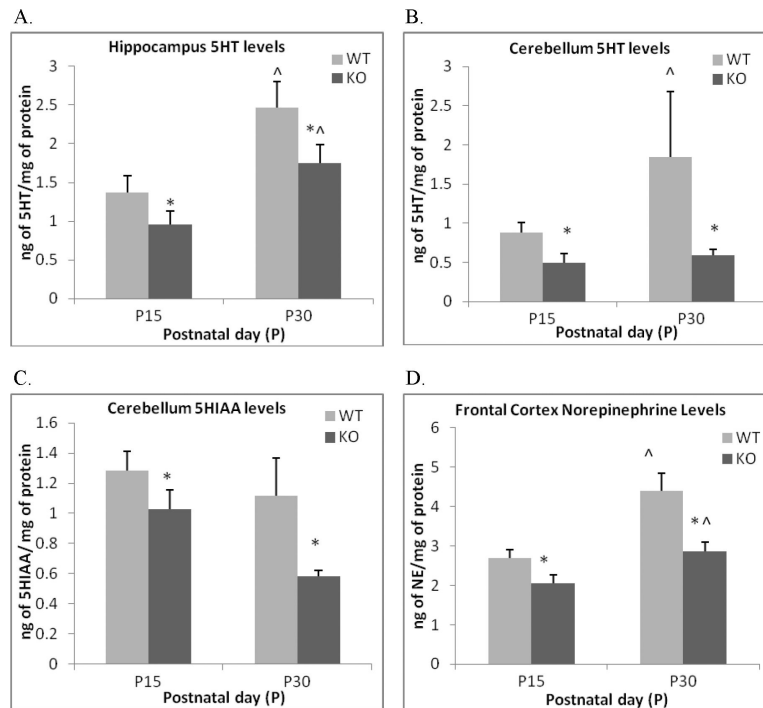 A.
Hippocampus 5HT levels
WT
KO
ng of 5HT/mg of protein
3
2.5
2
1.5
1
0.5
0
^
*
*^
P15
P30
Postnatal day (P)
B.
Cerebellum 5HT levels
WT
KO
ng of 5HT/mg of protein
3
2.5
2
1.5
1
0.5
0
^
*
*
P15
P30
Postnatal day (P)
C.
Cerebellum 5HIAA levels
WT
KO
ng of 5HIAA/ mg of protein
1.6
1.4
1.2
1
0.8
0.6
0.4
0.2
0
*
*
P15
P30
Postnatal day (P)
D.
Frontal Cortex Norepinephrine Levels
WT
KO
ng of NE/mg of protein
6
5
4
3
2
1
0
^
*
*^
P15
P30
Postnatal day (P)